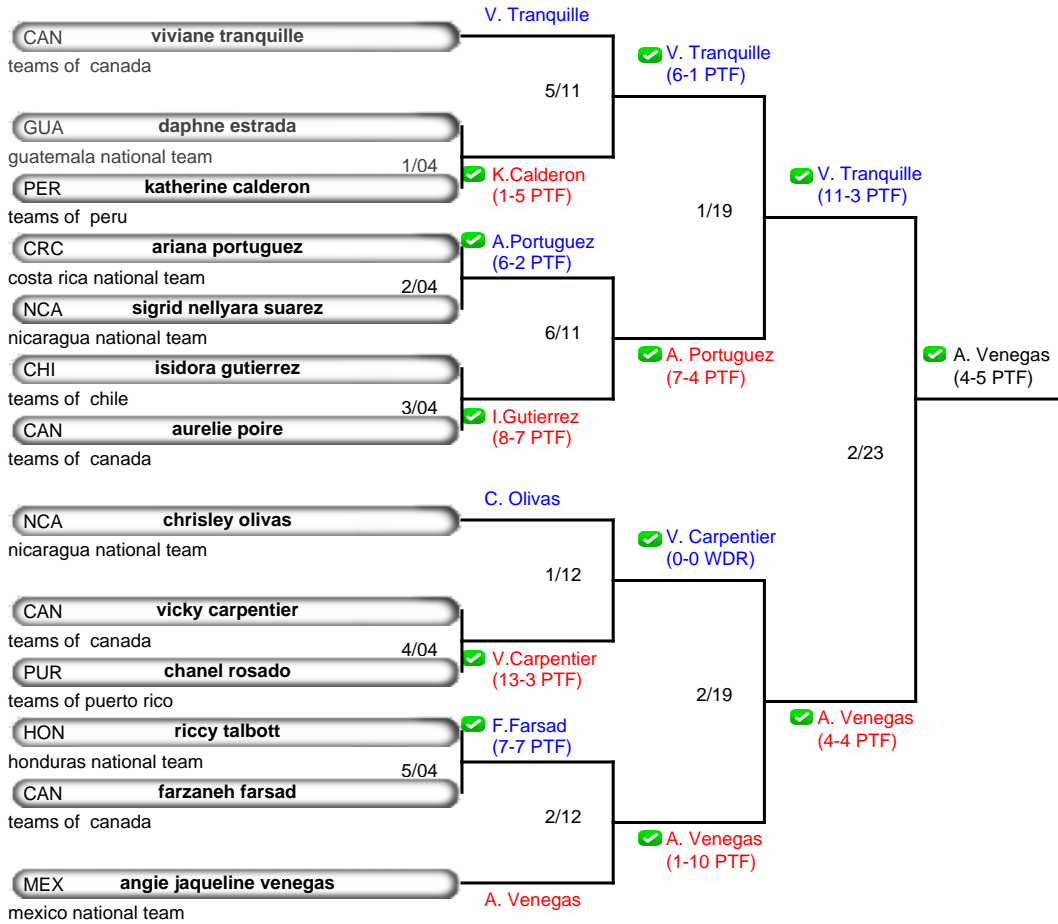 V. Tranquille
CAN viviane tranquille
teams of canada
V. Tranquille
(6-1 PTF)
5/11
GUA daphne estrada
guatemala national team
1/04
K.Calderon
(1-5 PTF)
PER katherine calderon
teams of peru
V. Tranquille
(11-3 PTF)
1/19
CRC ariana portuguez
costa rica national team
A.Portuguez
(6-2 PTF)
2/04
NCA sigrid nellyara suarez
nicaragua national team
6/11
A. Portuguez
(7-4 PTF)
CHI isidora gutierrez
teams of chile
3/04
I.Gutierrez
(8-7 PTF)
CAN aurelie poire
teams of canada
A. Venegas
(4-5 PTF)
2/23
C. Olivas
NCA chrisley olivas
nicaragua national team
V. Carpentier
(0-0 WDR)
1/12
CAN vicky carpentier
teams of canada
4/04
V.Carpentier
(13-3 PTF)
PUR chanel rosado
teams of puerto rico
2/19
A. Venegas
(4-4 PTF)
HON riccy talbott
honduras national team
F.Farsad
(7-7 PTF)
5/04
CAN farzaneh farsad
teams of canada
2/12
A. Venegas
(1-10 PTF)
MEX angie jaqueline venegas
mexico national team
A. Venegas